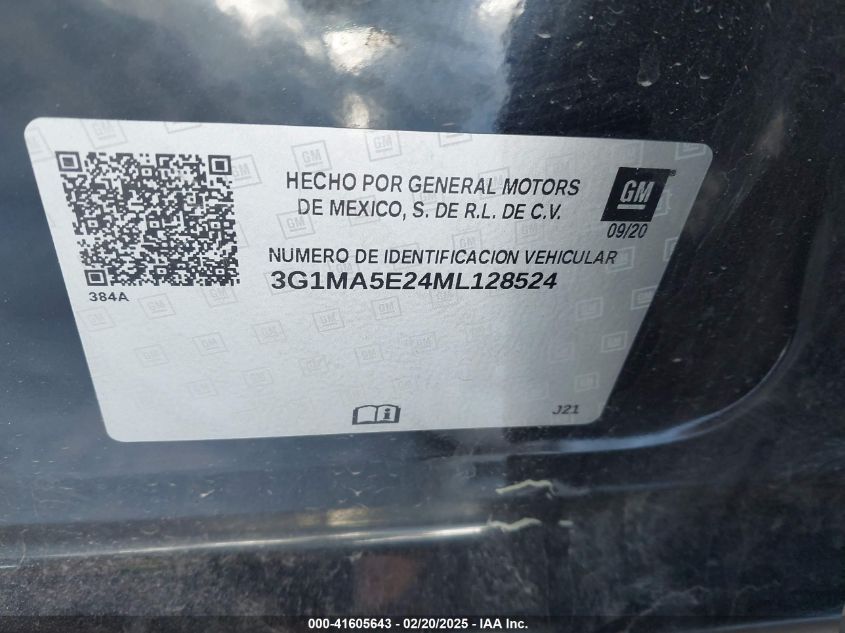 HECHO POR GENERAL MOTORS
DE MEXICO, S. DE R.L. DE C.V.
GM
09/20
NUMERO DE IDENTIFICACION VEHICULAR
3G1MA5E24ML128524
384A
J21
000-41605643 - 02/20/2025 - IAA Inc.